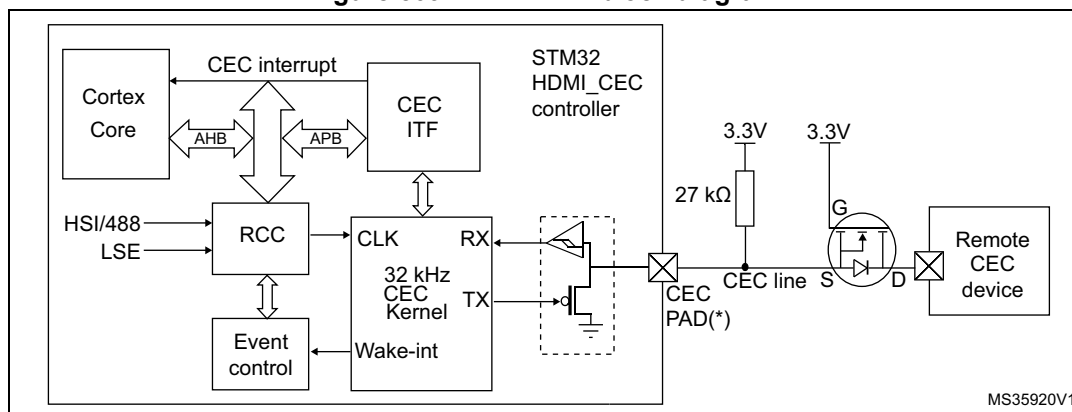 CEC interrupt
STM32
HDMI_CEC
controller
Cortex
Core
CEC
ITF
AHB
APB
3.3V
3.3V
27 kΩ
HSI/488
LSE
RCC
CLK
RX
32 kHz
CEC
Kernel
TX
G
S
D
CEC line
CEC
PAD(*)
Remote
CEC
device
Event
control
Wake-int
MS35920V1